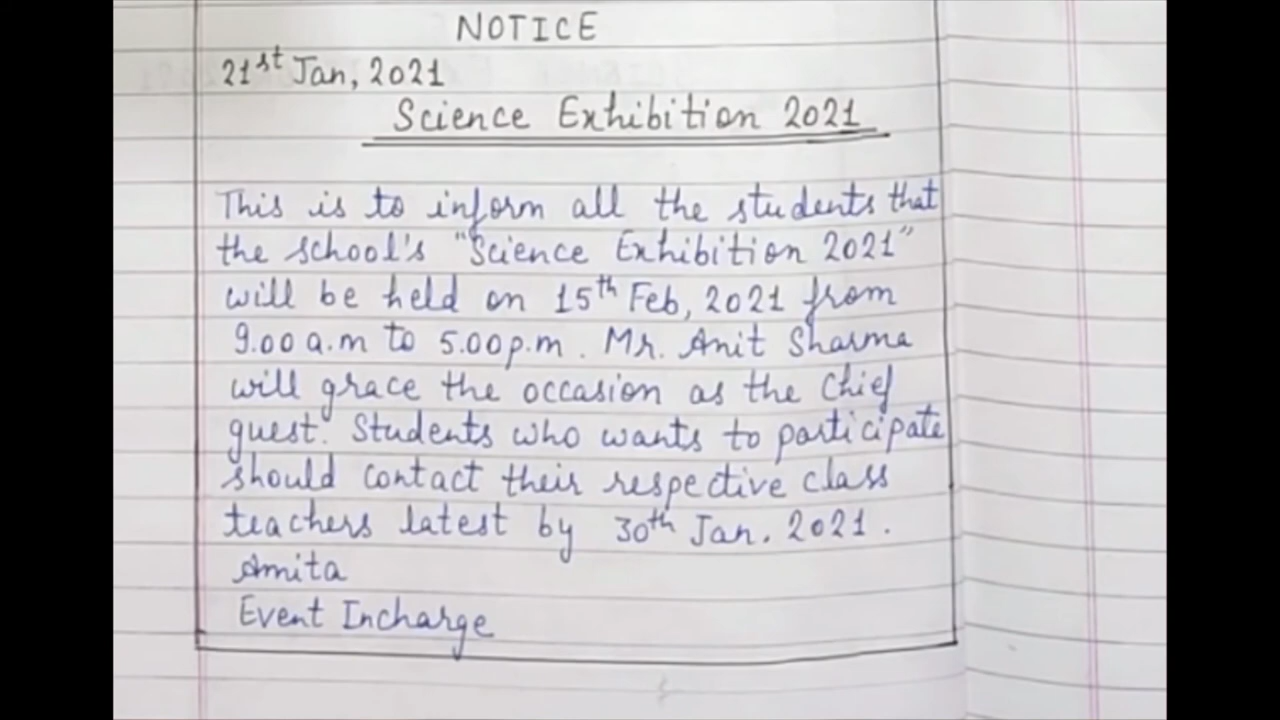 NOTICE
21st Jan, 2021
Science Exhibition 2021
This is to inform all the students that
the school's "Science Exhibition 2021"
will be held on 15th Feb, 2021 from
9.00 a.m to 5.00 p.m. Mr. Anit Sharma
will grace the occasion as the Chief
guest. Students who wants to participate
should contact their respective class
teachers latest by 30th Jan. 2021.
Amita
Event Incharge